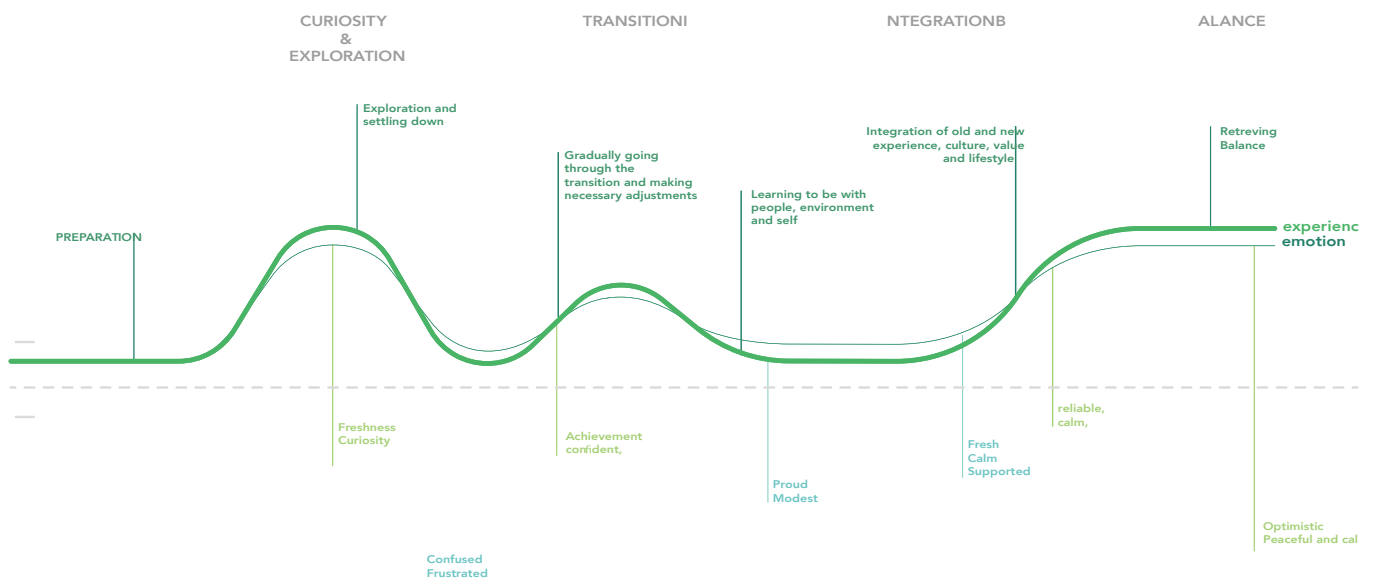 CURIOSITY
&
EXPLORATION
TRANSITIONI
NTEGRATIONB
ALANCE
Exploration and
settling down
Gradually going
through the
transition and making
necessary adjustments
Learning to be with
people, environment
and self
Integration of old and new
experience, culture, value
and lifestyle
Retreving
Balance
PREPARATION
experienc
emotion
Freshness
Curiosity
Achievement
confident,
Proud
Modest
Fresh
Calm
Supported
reliable,
calm,
Optimistic
Peaceful and cal
Confused
Frustrated